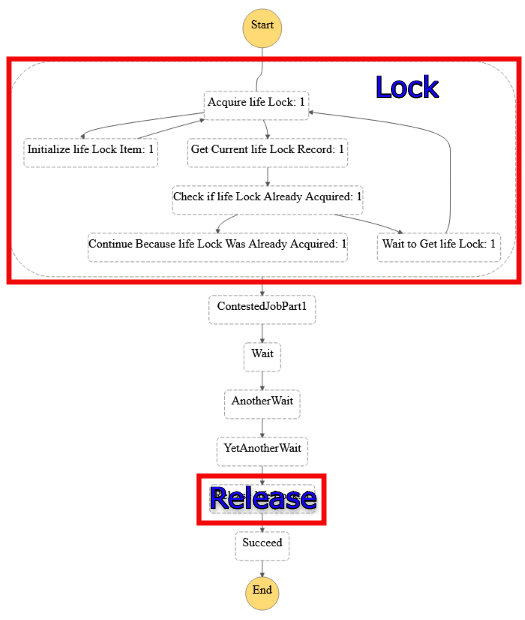 Start
Lock
Acquire life Lock: 1
Initialize life Lock Item: 1
Get Current life Lock Record: 1
Check if life Lock Already Acquired: 1
Continue Because life Lock Was Already Acquired: 1
Wait to Get life Lock: 1
ContestedJobPart1
Wait
AnotherWait
YetAnotherWait
Release
Succeed
End